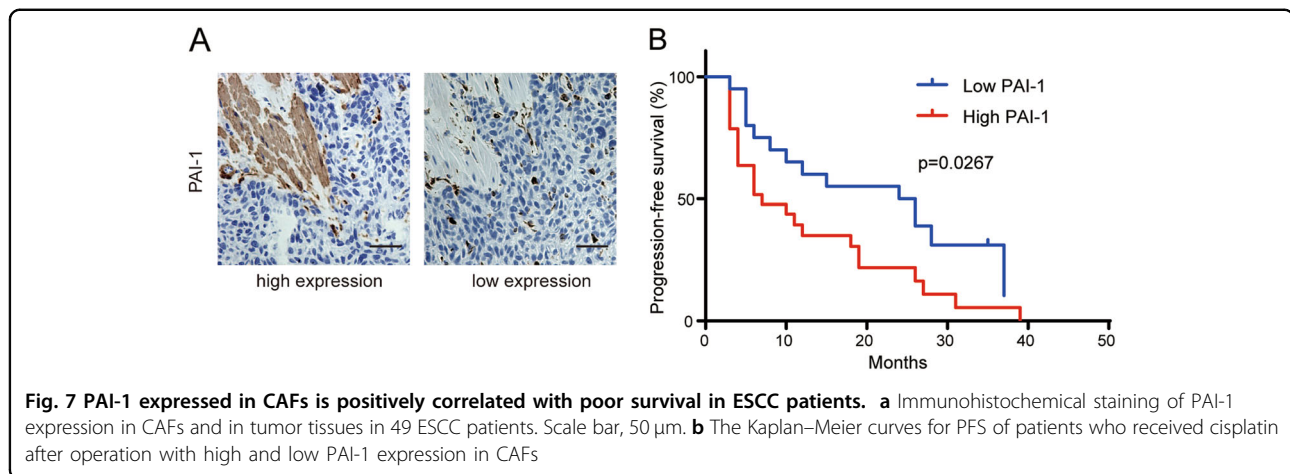 A
PAI-1
high expression
low expression
B
Progression-free survival (%)
100
50
0
0
10
20
30
40
50
Months
Low PAI-1
High PAI-1
p=0.0267
Fig. 7 PAI-1 expressed in CAFs is positively correlated with poor survival in ESCC patients. a Immunohistochemical staining of PAI-1
expression in CAFs and in tumor tissues in 49 ESCC patients. Scale bar, 50 μm. b The Kaplan–Meier curves for PFS of patients who received cisplatin
after operation with high and low PAI-1 expression in CAFs